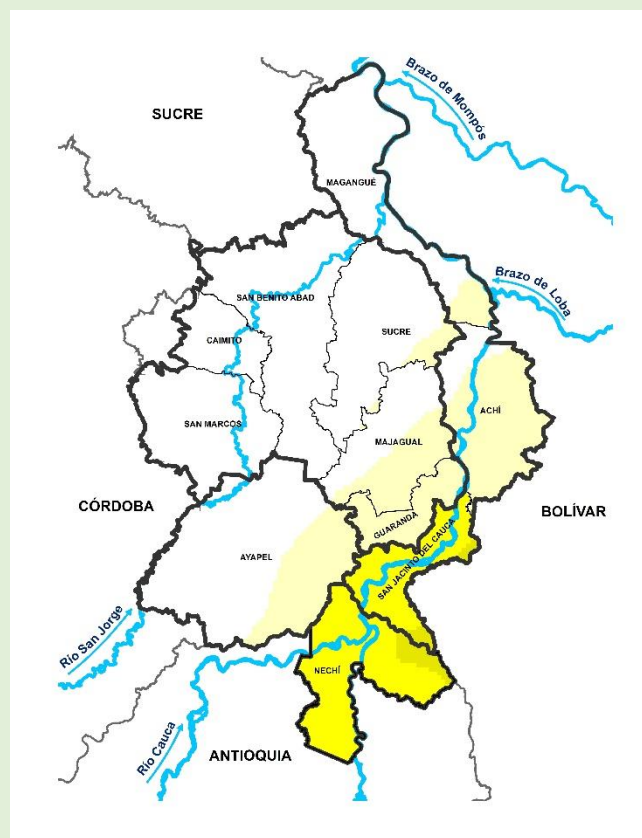 Brazo de Mompós
SUCRE
MAGANGUÉ
Brazo de Loba
SAN BENITO ABAD
SUCRE
CAIMITO
ACHÍ
SAN MARCOS
MAJAGUAL
CÓRDOBA
BOLÍVAR
GUARANDA
AYAPEL
SAN JACINTO DEL CAUCA
Río San Jorge
NECHÍ
Río Cauca
ANTIOQUIA